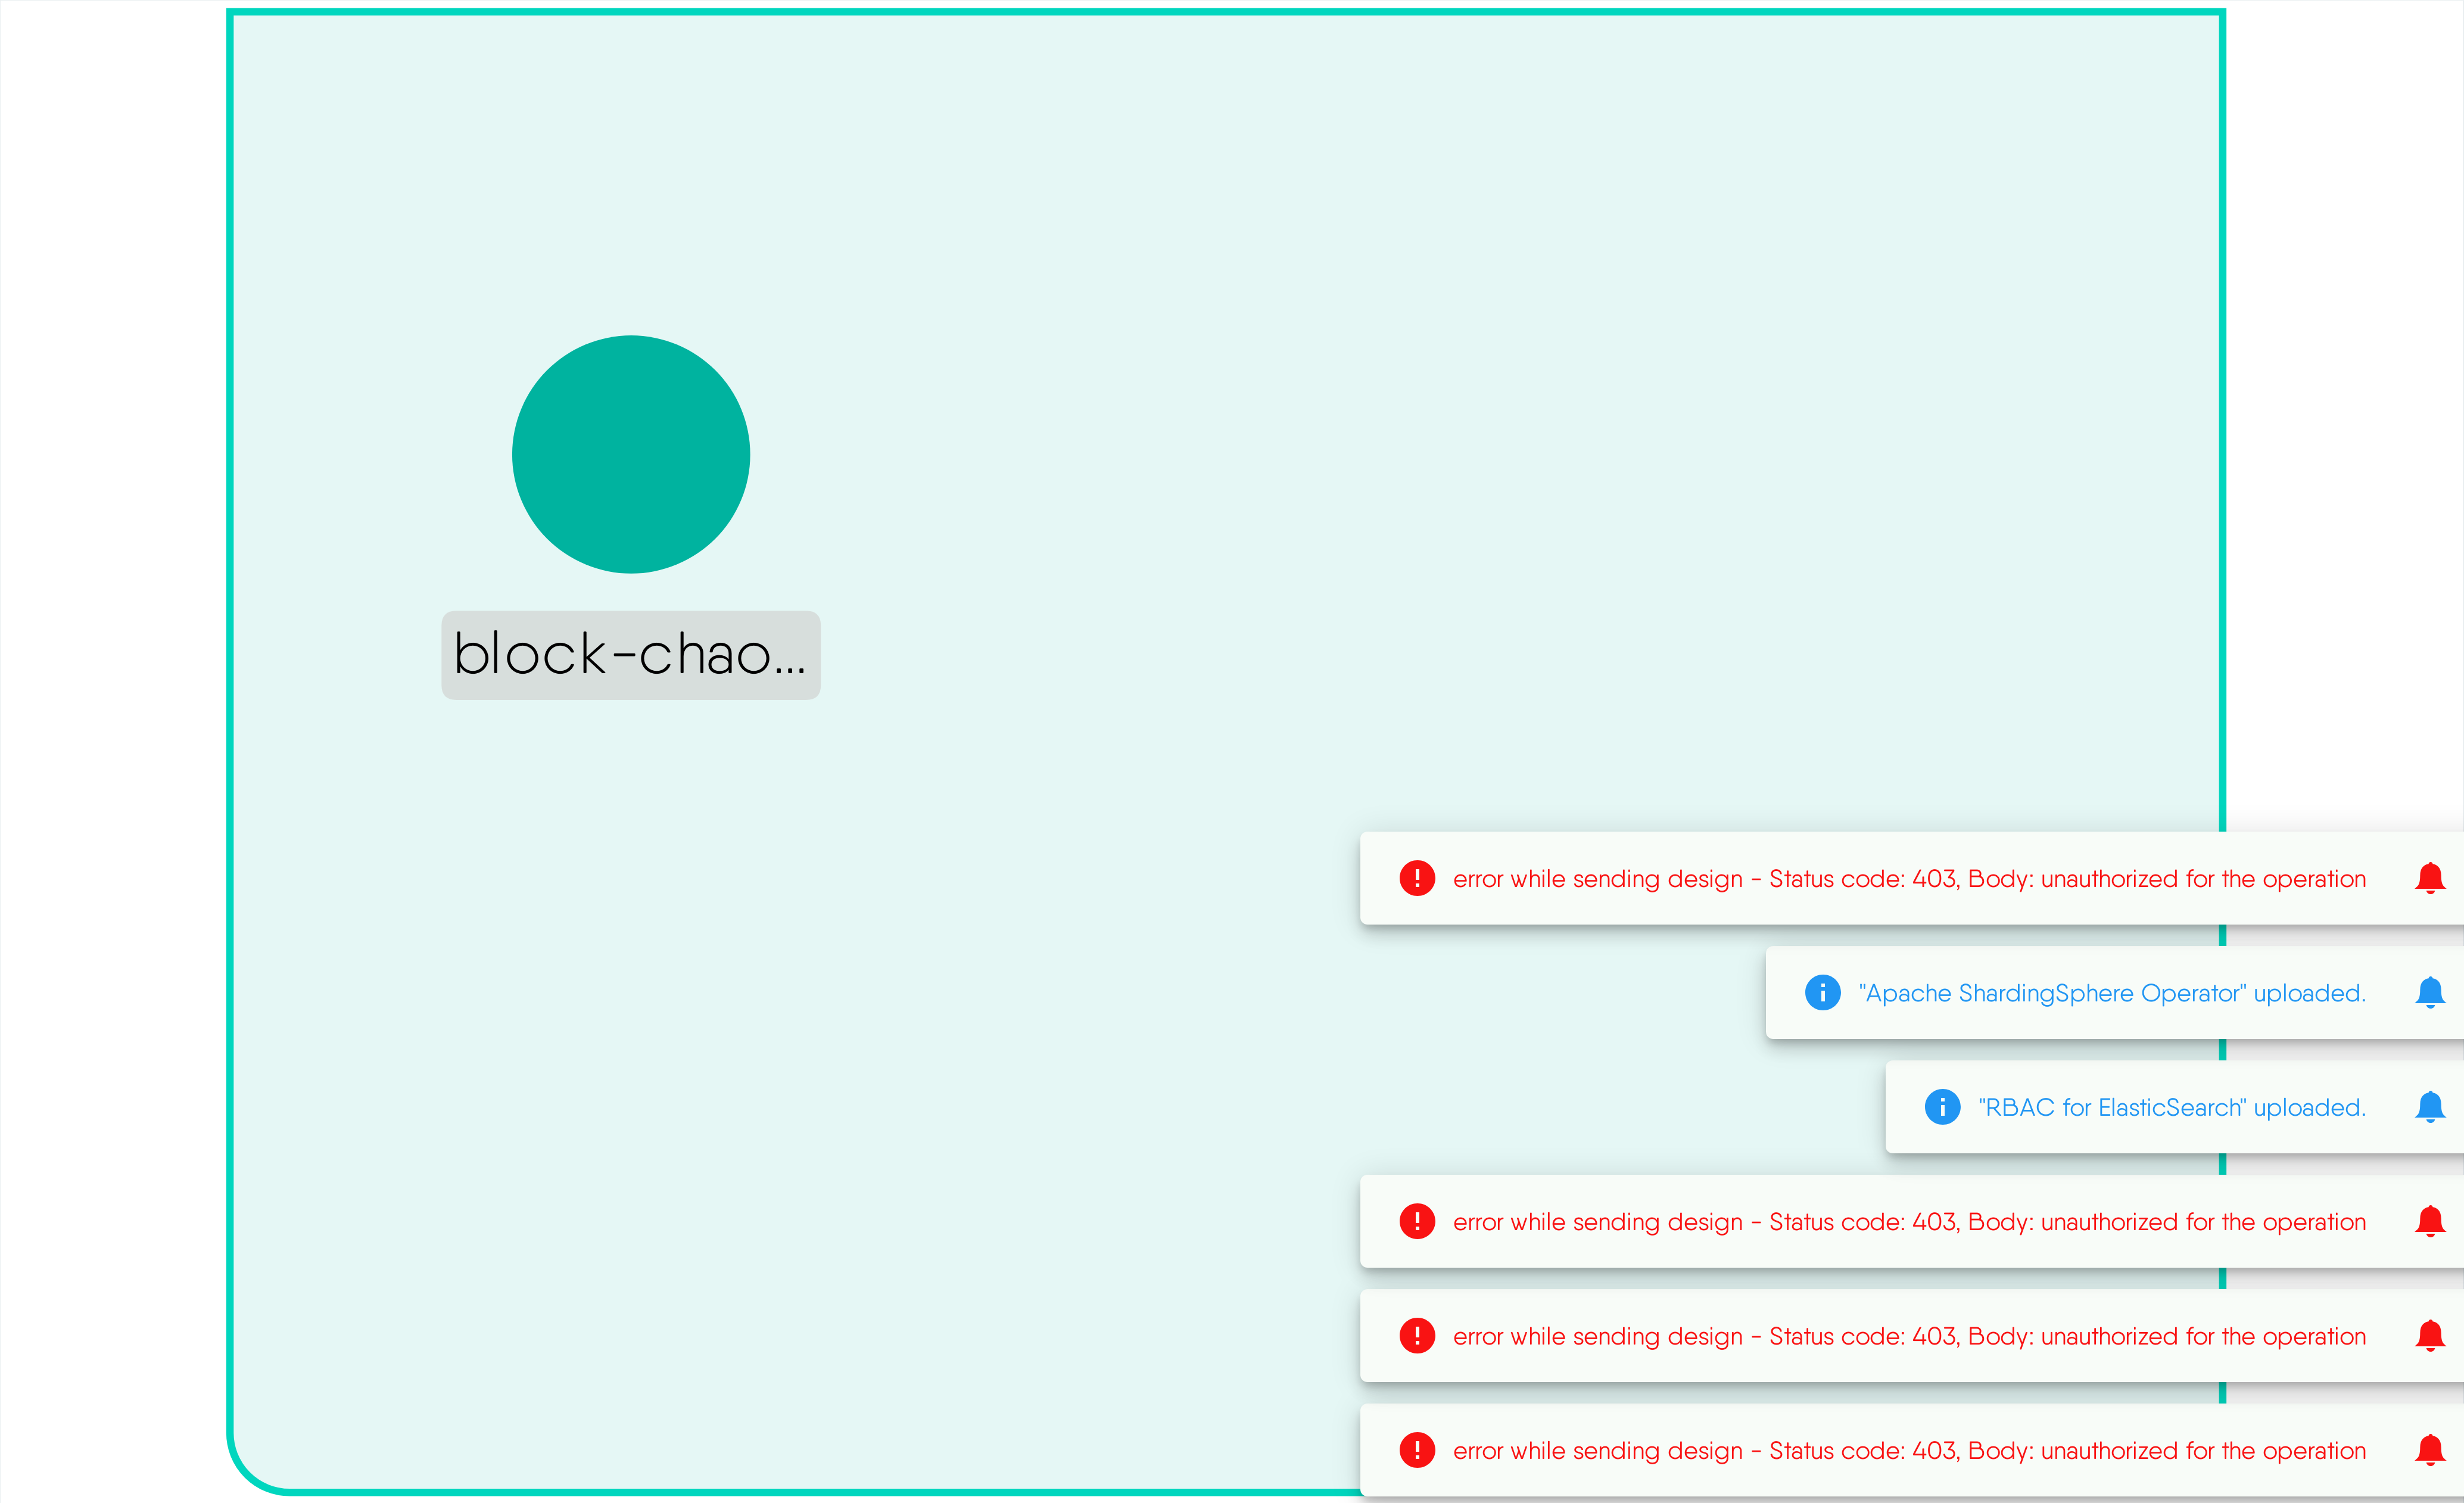 block-chao...
error while sending design - Status code: 403, Body: unauthorized for the operation
"Apache ShardingSphere Operator" uploaded.
"RBAC for ElasticSearch" uploaded.
error while sending design - Status code: 403, Body: unauthorized for the operation
error while sending design - Status code: 403, Body: unauthorized for the operation
error while sending design - Status code: 403, Body: unauthorized for the operation